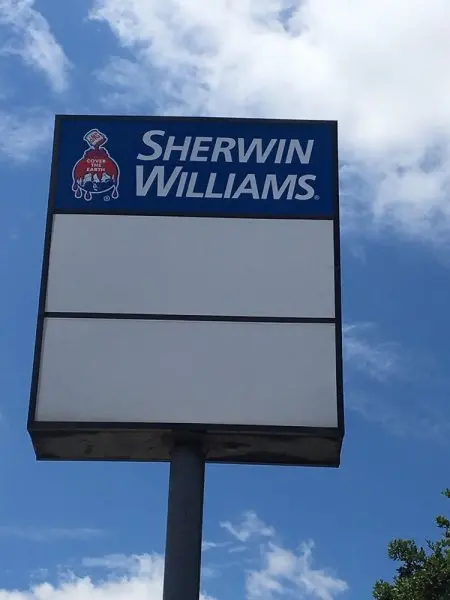 SHERWIN
WILLIAMS®
COVER
THE
EARTH
®